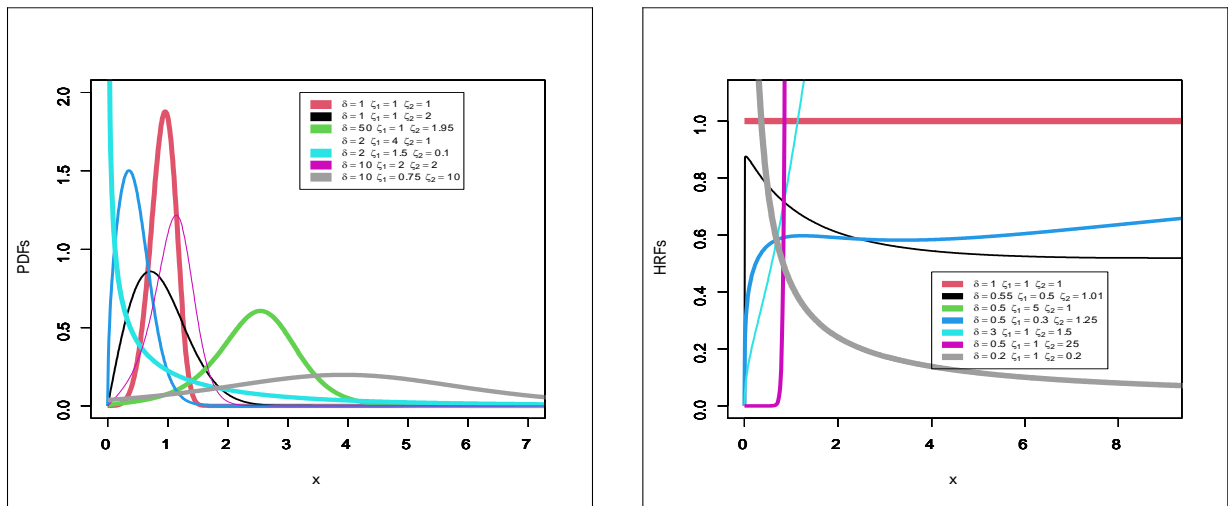 2.0
1.5
1.0
0.5
0.0
PDFs
δ = 1 ζ₁ = 1 ζ₂ = 1
δ = 1 ζ₁ = 1 ζ₂ = 2
δ = 50 ζ₁ = 1 ζ₂ = 1.95
δ = 2 ζ₁ = 4 ζ₂ = 1
δ = 2 ζ₁ = 1.5 ζ₂ = 0.1
δ = 10 ζ₁ = 2 ζ₂ = 2
δ = 10 ζ₁ = 0.75 ζ₂ = 10
0 1 2 3 4 5 6 7
x
1.0
0.8
0.6
0.4
0.2
0.0
HRFs
δ = 1 ζ₁ = 1 ζ₂ = 1
δ = 0.55 ζ₁ = 0.5 ζ₂ = 1.01
δ = 0.5 ζ₁ = 5 ζ₂ = 1
δ = 0.5 ζ₁ = 0.3 ζ₂ = 1.25
δ = 3 ζ₁ = 1 ζ₂ = 1.5
δ = 0.5 ζ₁ = 1 ζ₂ = 25
δ = 0.2 ζ₁ = 1 ζ₂ = 0.2
0 2 4 6 8
x